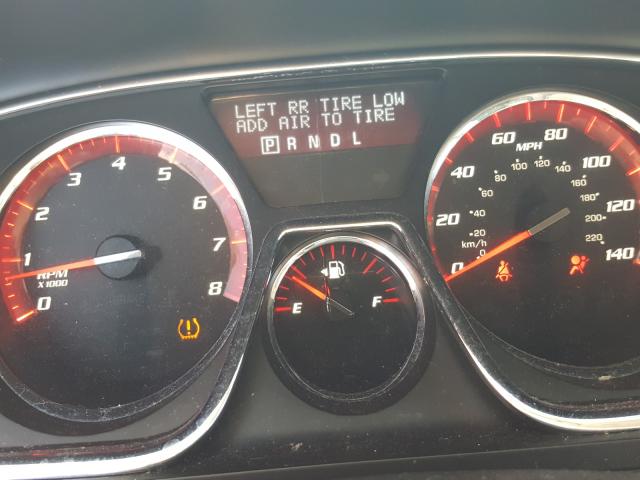 LEFT RR TIRE LOW
ADD AIR TO TIRE
P R N D L
0 1 2 3 4 5 6 7 8
RPM
X1000
E F
0 20 40 60 80 100 120 140
MPH
0 20 40 60 80 100 120 140 160 180 200 220
km/h